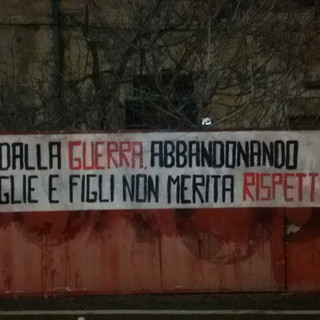 DALLA GUERRA, ABBANDONANDO
GLIE E FIGLI NON MERITA RISPETT